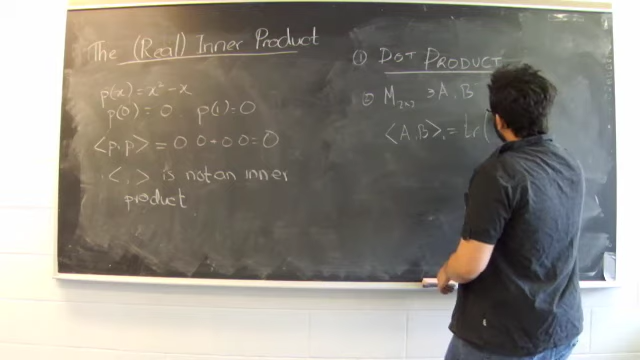 The (Real) Inner Product
p(x) = x² - x
p(0) = 0 p(1) = 0
<p, p> = 0·0 + 0·0 = 0
< , > is not an inner
product
① DOT PRODUCT
② M₂ₓ₂ ∋ A, B
<A, B> = tr(